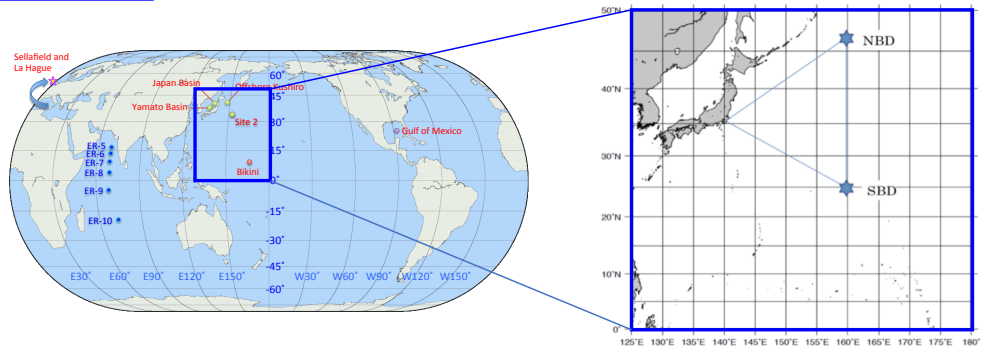 Sellafield and
La Hague
Japan Basin
Offshore Kushiro
Yamato Basin
Site 2
Gulf of Mexico
Bikini
ER-5
ER-6
ER-7
ER-8
ER-9
ER-10
60˚
45˚
30˚
15˚
0˚
-15˚
-30˚
-45˚
-60˚
E30˚ E60˚ E90˚ E120˚ E150˚ W30˚ W60˚ W90˚ W120˚ W150˚
50°N
40°N
30°N
20°N
10°N
0°
125°E 130°E 135°E 140°E 145°E 150°E 155°E 160°E 165°E 170°E 175°E 180°
NBD
SBD